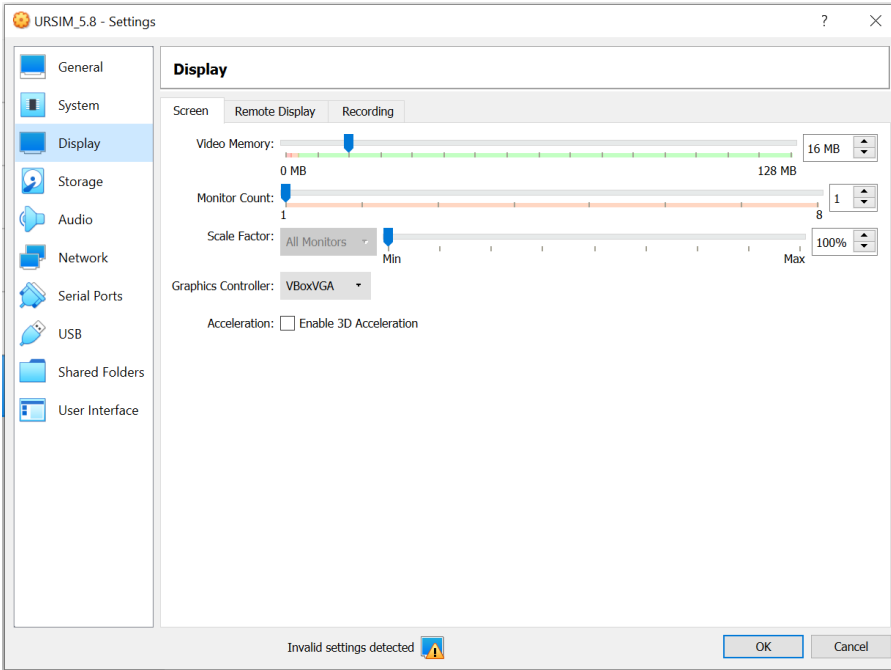 URSIM_5.8 - Settings
?
General
System
Display
Storage
Audio
Network
Serial Ports
USB
Shared Folders
User Interface
Display
Screen Remote Display Recording
Video Memory: 16 MB
0 MB 128 MB
Monitor Count: 1
1 8
Scale Factor: All Monitors 100%
Min Max
Graphics Controller: VBoxVGA
Acceleration: Enable 3D Acceleration
Invalid settings detected OK Cancel